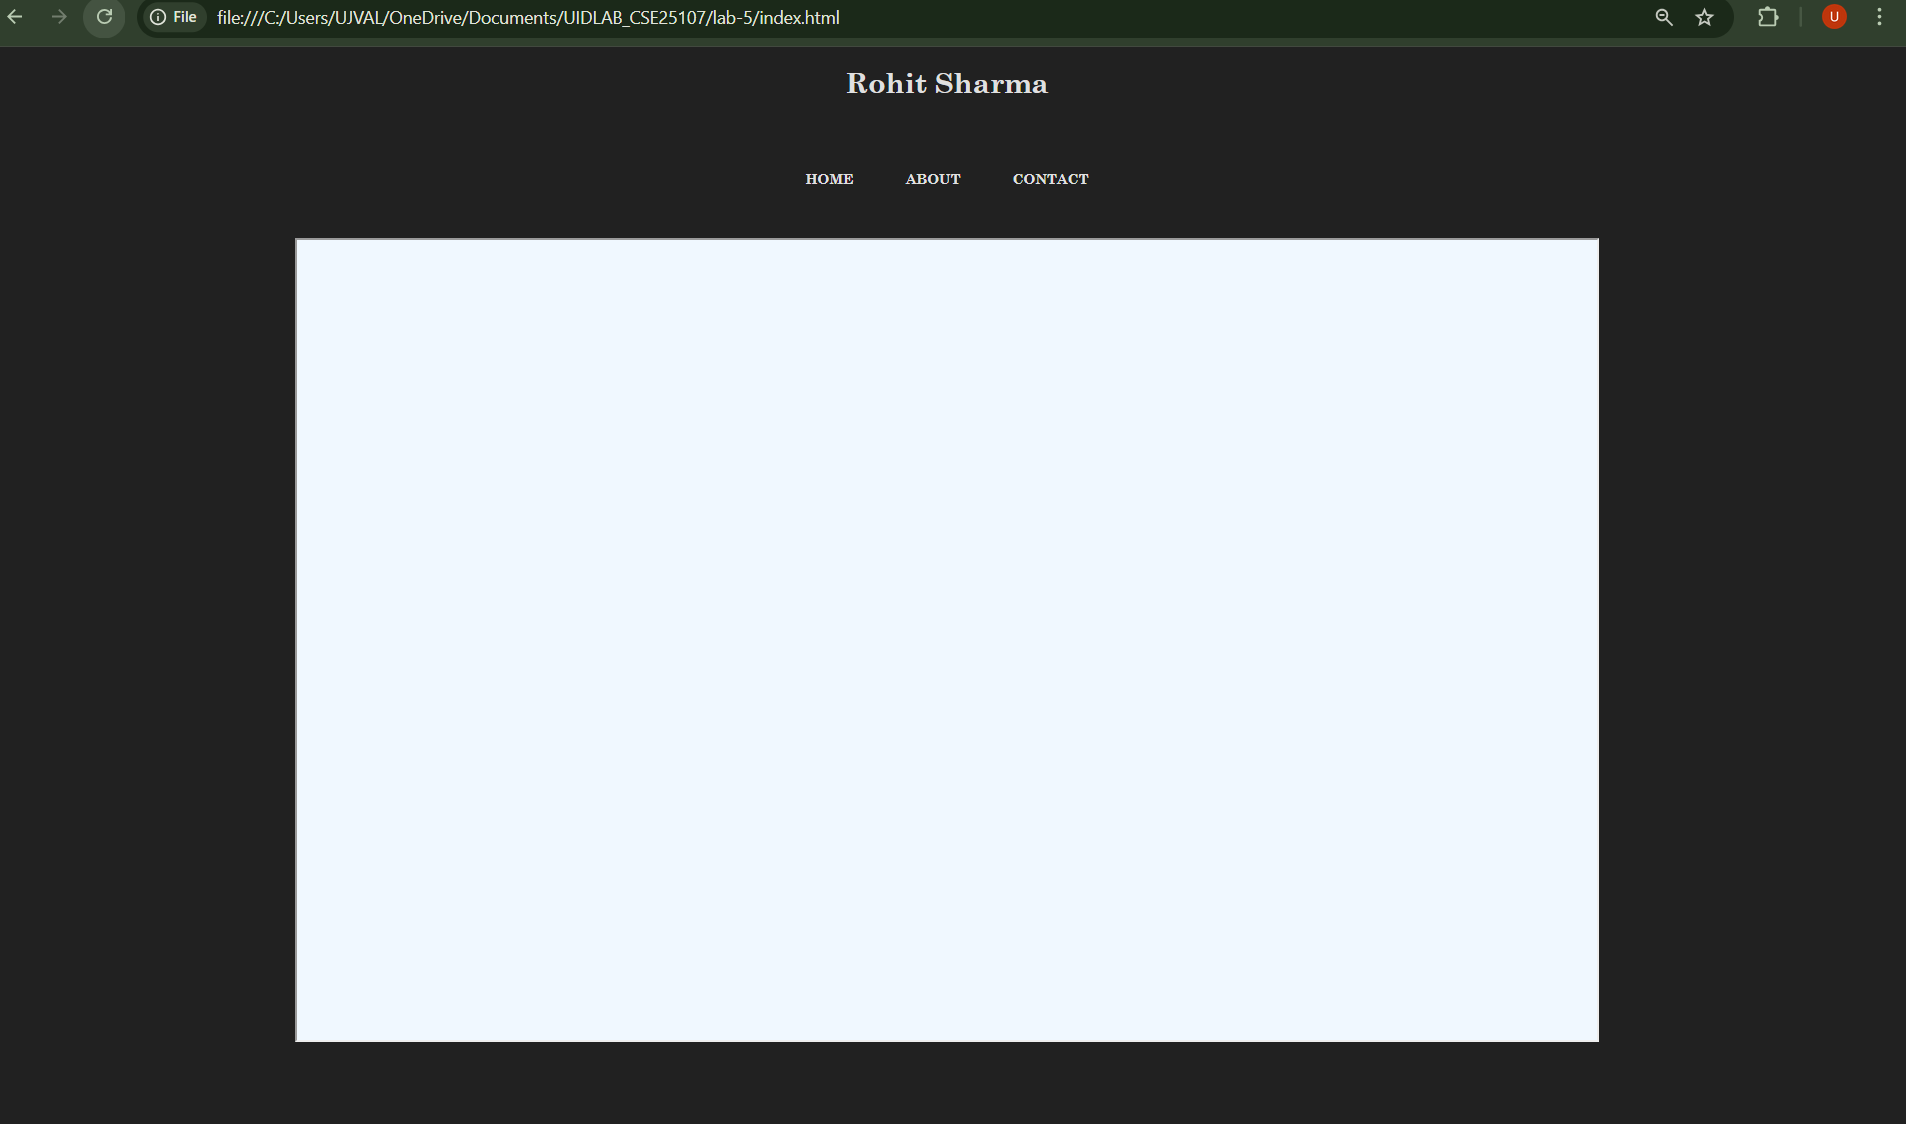 File file:///C:/Users/UJVAL/OneDrive/Documents/UIDLAB_CSE25107/lab-5/index.html U
Rohit Sharma
HOME ABOUT CONTACT